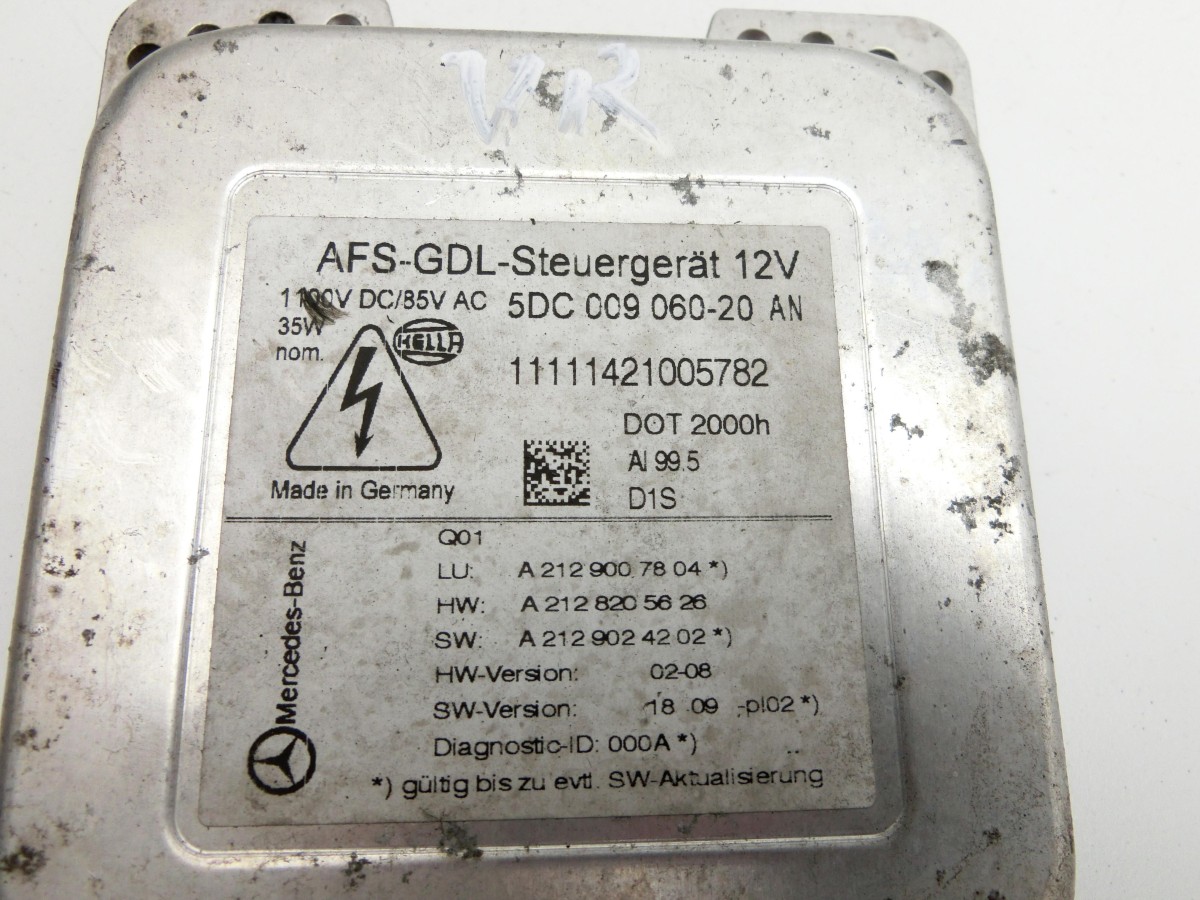 VR
AFS-GDL-Steuergerät 12V
1100V DC/85V AC
5DC 009 060-20 AN
35W
nom.
HELLA
11111421005782
DOT 2000h
AI 99.5
D1S
Made in Germany
Mercedes-Benz
Q01
LU: A 212 900 78 04 *)
HW: A 212 820 56 26
SW: A 212 902 42 02 *)
HW-Version: 02-08
SW-Version: 18 .09 -pl02 *)
Diagnostic-ID: 000A *)
*) gültig bis zu evtl. SW-Aktualisierung